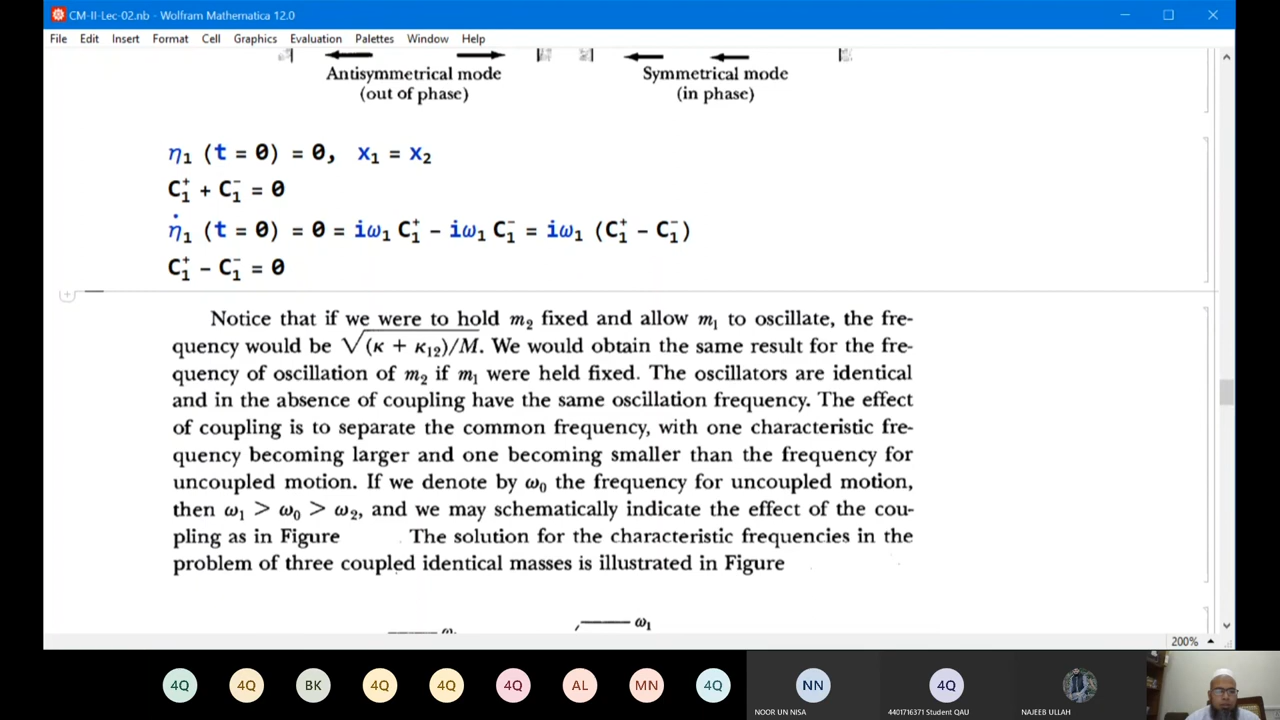 CM-II-Lec-02.nb - Wolfram Mathematica 12.0
File Edit Insert Format Cell Graphics Evaluation Palettes Window Help
Antisymmetrical mode Symmetrical mode
(out of phase) (in phase)
η₁ (t = 0) = 0, x₁ = x₂
C₁⁺ + C₁⁻ = 0
η̇₁ (t = 0) = 0 = iω₁ C₁⁺ − iω₁ C₁⁻ = iω₁ (C₁⁺ − C₁⁻)
C₁⁺ − C₁⁻ = 0
Notice that if we were to hold m₂ fixed and allow m₁ to oscillate, the fre-
quency would be √(κ + κ₁₂)/M. We would obtain the same result for the fre-
quency of oscillation of m₂ if m₁ were held fixed. The oscillators are identical
and in the absence of coupling have the same oscillation frequency. The effect
of coupling is to separate the common frequency, with one characteristic fre-
quency becoming larger and one becoming smaller than the frequency for
uncoupled motion. If we denote by ω₀ the frequency for uncoupled motion,
then ω₁ > ω₀ > ω₂, and we may schematically indicate the effect of the cou-
pling as in Figure The solution for the characteristic frequencies in the
problem of three coupled identical masses is illustrated in Figure
ω₁
200%
4Q 4Q BK 4Q 4Q 4Q AL MN 4Q NN 4Q
NOOR UN NISA 4401716371 Student QAU NAJEEB ULLAH